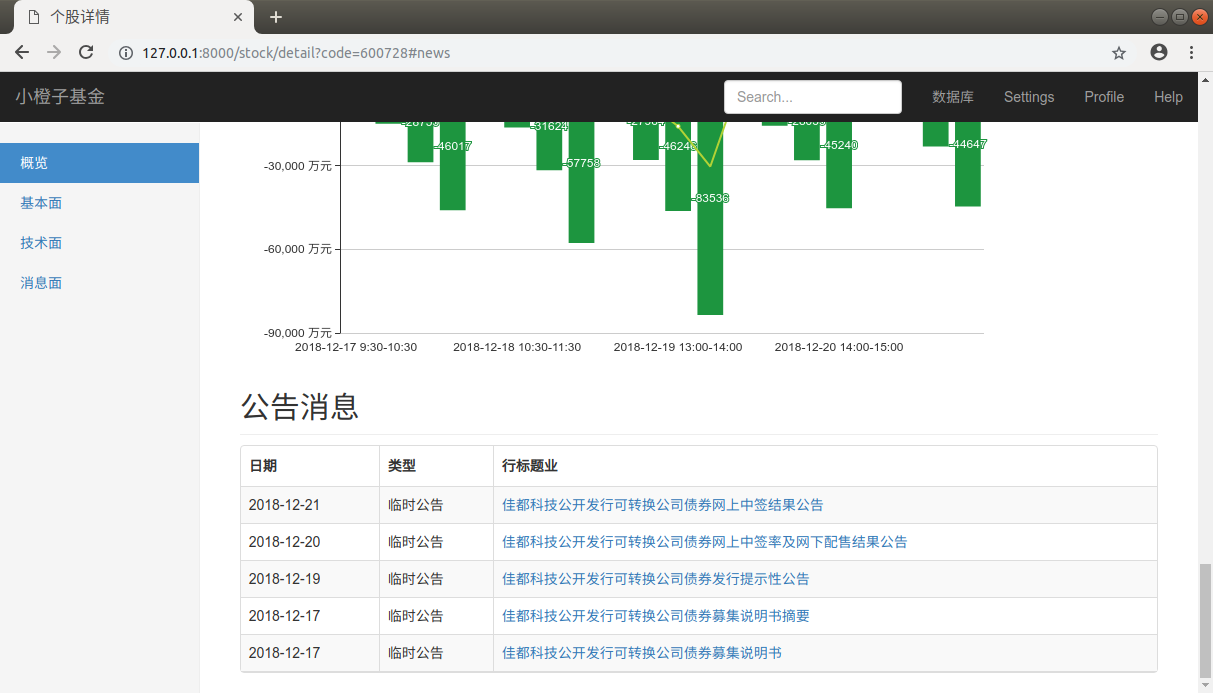 个股详情
127.0.0.1:8000/stock/detail?code=600728#news
小橙子基金
Search...
数据库
Settings
Profile
Help
概览
基本面
技术面
消息面
-31624
-46017
-46246
-45240
-44647
-57758
-83536
-30,000 万元
-60,000 万元
-90,000 万元
2018-12-17 9:30-10:30
2018-12-18 10:30-11:30
2018-12-19 13:00-14:00
2018-12-20 14:00-15:00
公告消息
日期 类型 行标题业
2018-12-21 临时公告 佳都科技公开发行可转换公司债券网上中签结果公告
2018-12-20 临时公告 佳都科技公开发行可转换公司债券网上中签率及网下配售结果公告
2018-12-19 临时公告 佳都科技公开发行可转换公司债券发行提示性公告
2018-12-17 临时公告 佳都科技公开发行可转换公司债券募集说明书摘要
2018-12-17 临时公告 佳都科技公开发行可转换公司债券募集说明书